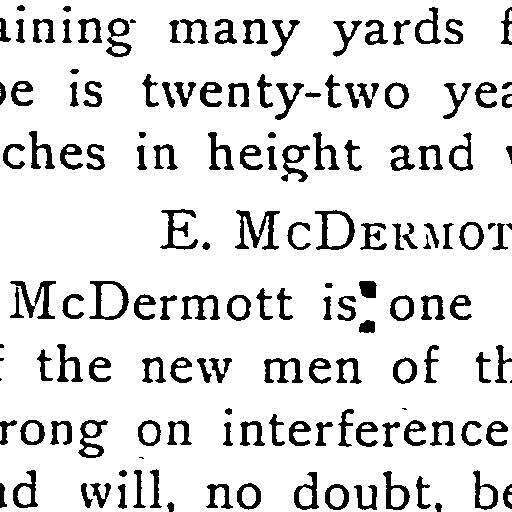 aining many yards f
be is twenty-two yea
ches in height and w
E. McDERMOT
McDermott is one
f the new men of th
rong on interference
nd will, no doubt, be